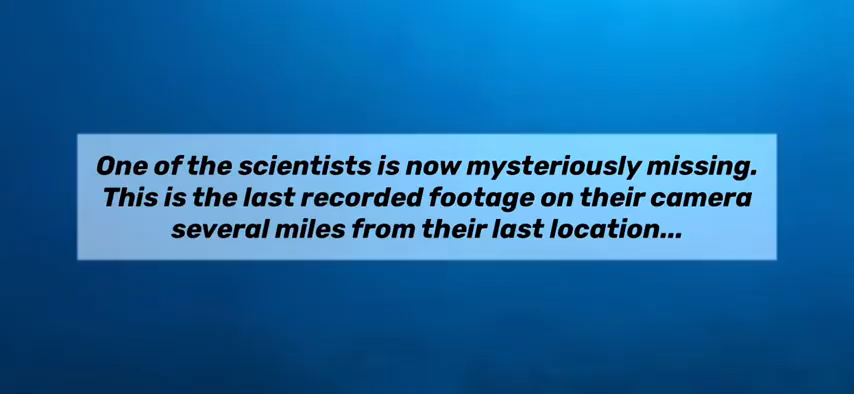 One of the scientists is now mysteriously missing.
This is the last recorded footage on their camera
several miles from their last location...